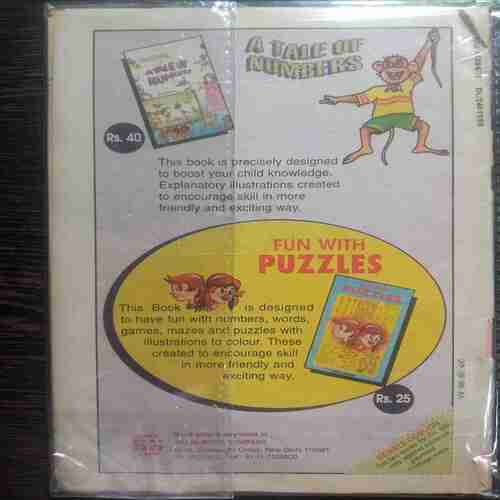 A TALE OF
NUMBERS
Rs. 40
This book is precisely designed
to boost your child knowledge.
Explanatory illustrations created
to encourage skill in more
friendly and exciting way.
FUN WITH
PUZZLES
This Book is designed
to have fun with numbers, words,
games, mazes and puzzles with
illustrations to colour. These
created to encourage skill
in more friendly and
exciting way.
PUZZLES
Rs. 25
New Delhi